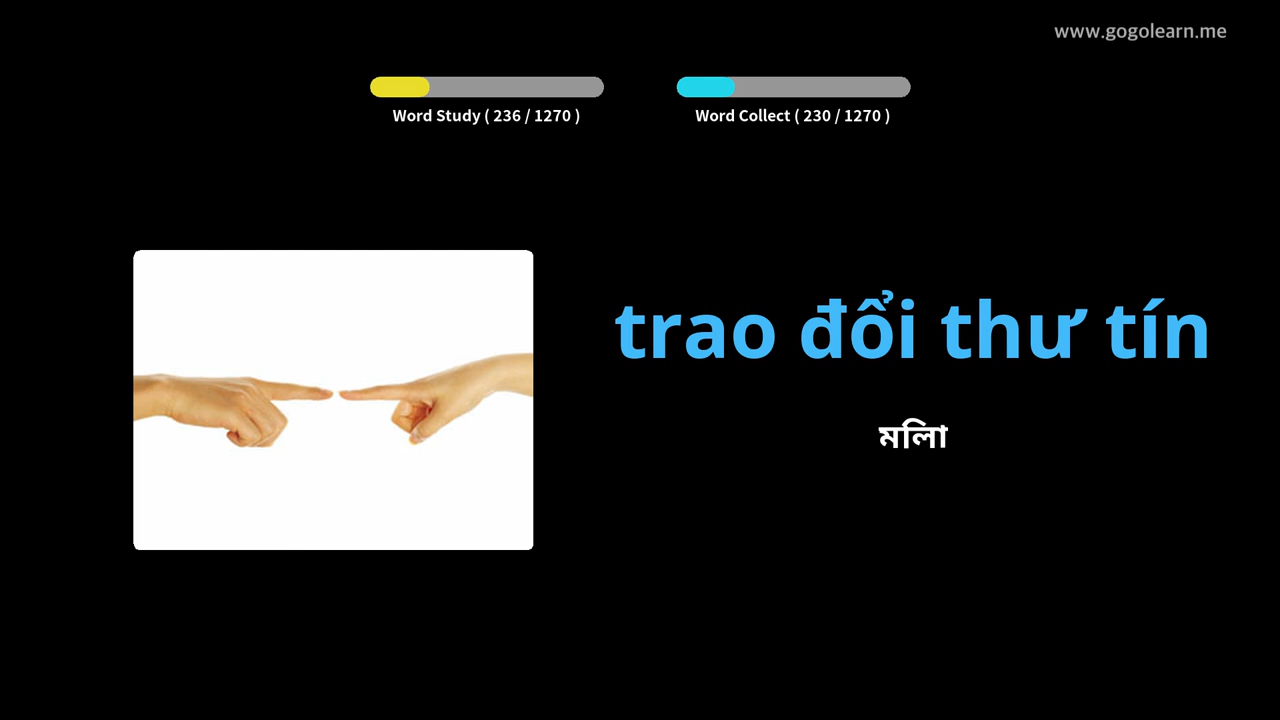 www.gogolearn.me
Word Study ( 236 / 1270 )
Word Collect ( 230 / 1270 )
trao đổi thư tín
মিলা